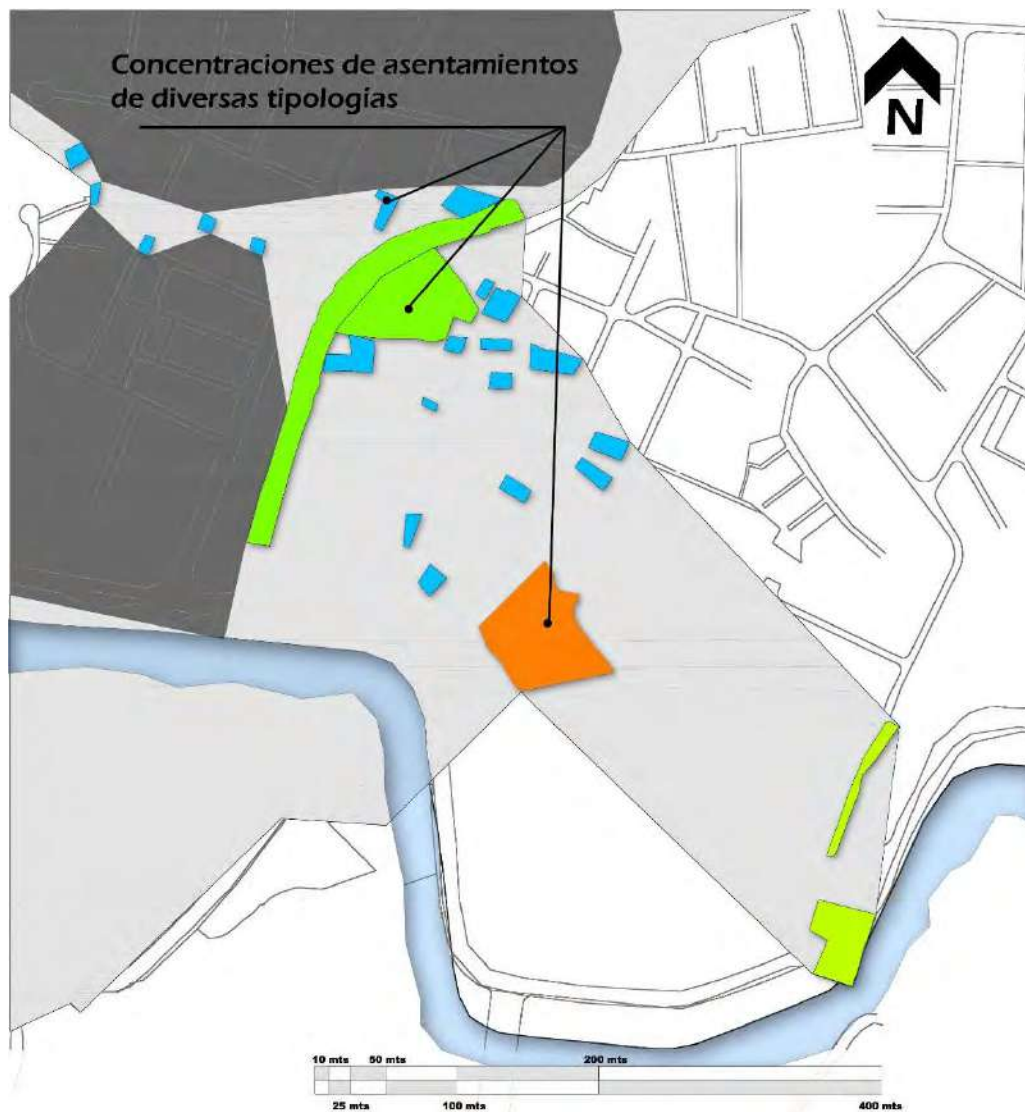 Concentraciones de asentamientos
de diversas tipologías
N
10 mts 50 mts 200 mts
25 mts 100 mts 400 mts